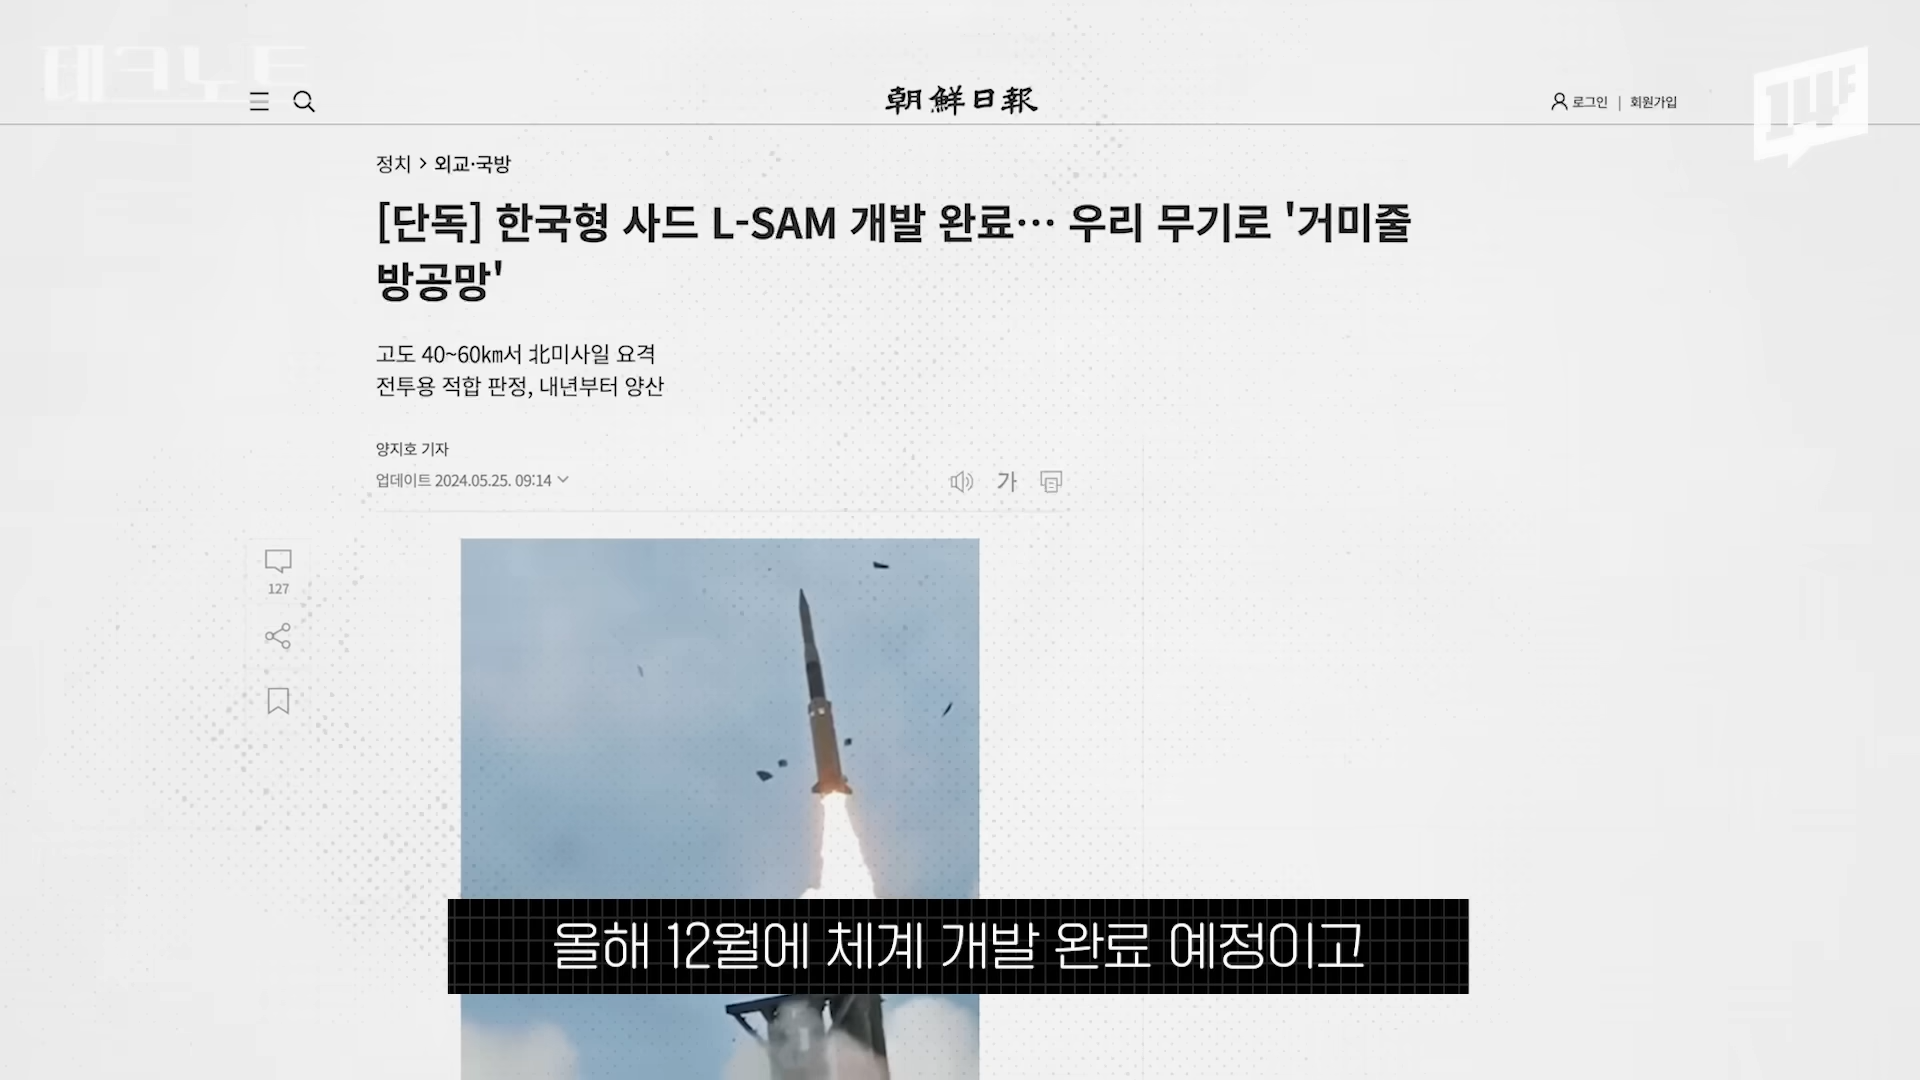 테크노트
朝鮮日報
로그인 | 회원가입
정치 > 외교·국방
[단독] 한국형 사드 L-SAM 개발 완료… 우리 무기로 '거미줄
방공망'
고도 40~60㎞서 北미사일 요격
전투용 적합 판정, 내년부터 양산
양지호 기자
업데이트 2024.05.25. 09:14
가
127
올해 12월에 체계 개발 완료 예정이고